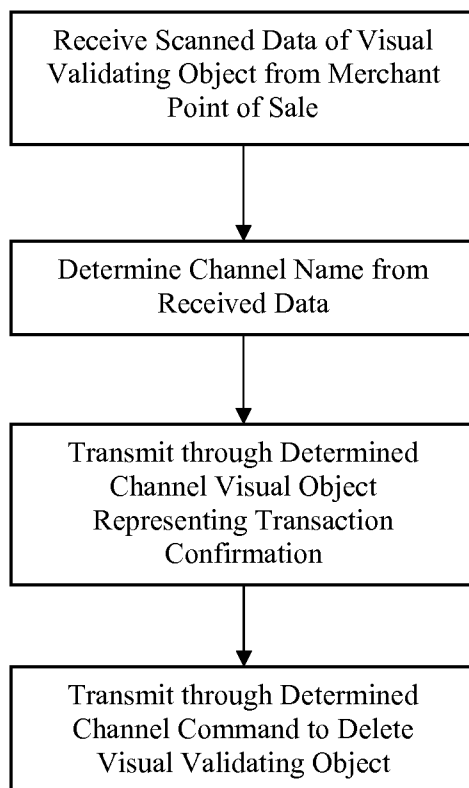 Receive Scanned Data of Visual
Validating Object from Merchant
Point of Sale
Determine Channel Name from
Received Data
Transmit through Determined
Channel Visual Object
Representing Transaction
Confirmation
Transmit through Determined
Channel Command to Delete
Visual Validating Object